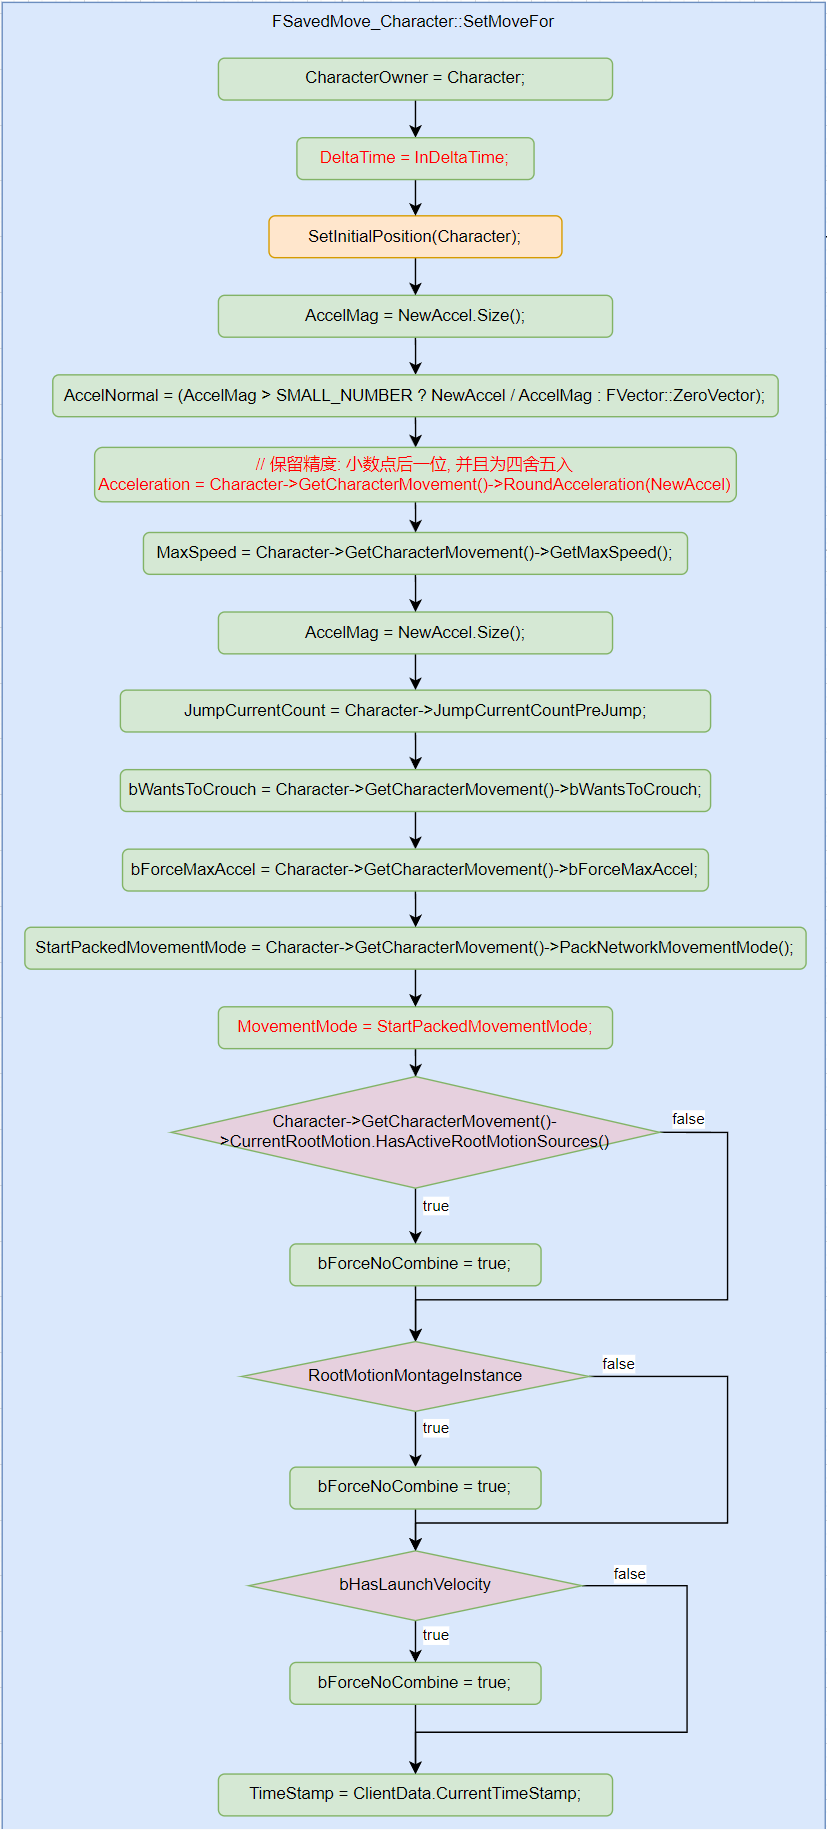 FSavedMove_Character::SetMoveFor
CharacterOwner = Character;
DeltaTime = InDeltaTime;
SetInitialPosition(Character);
AccelMag = NewAccel.Size();
AccelNormal = (AccelMag > SMALL_NUMBER ? NewAccel / AccelMag : FVector::ZeroVector);
// 保留精度: 小数点后一位, 并且为四舍五入
Acceleration = Character->GetCharacterMovement()->RoundAcceleration(NewAccel)
MaxSpeed = Character->GetCharacterMovement()->GetMaxSpeed();
AccelMag = NewAccel.Size();
JumpCurrentCount = Character->JumpCurrentCountPreJump;
bWantsToCrouch = Character->GetCharacterMovement()->bWantsToCrouch;
bForceMaxAccel = Character->GetCharacterMovement()->bForceMaxAccel;
StartPackedMovementMode = Character->GetCharacterMovement()->PackNetworkMovementMode();
MovementMode = StartPackedMovementMode;
Character->GetCharacterMovement()-
>CurrentRootMotion.HasActiveRootMotionSources()
false
true
bForceNoCombine = true;
RootMotionMontageInstance
false
true
bForceNoCombine = true;
bHasLaunchVelocity
false
true
bForceNoCombine = true;
TimeStamp = ClientData.CurrentTimeStamp;